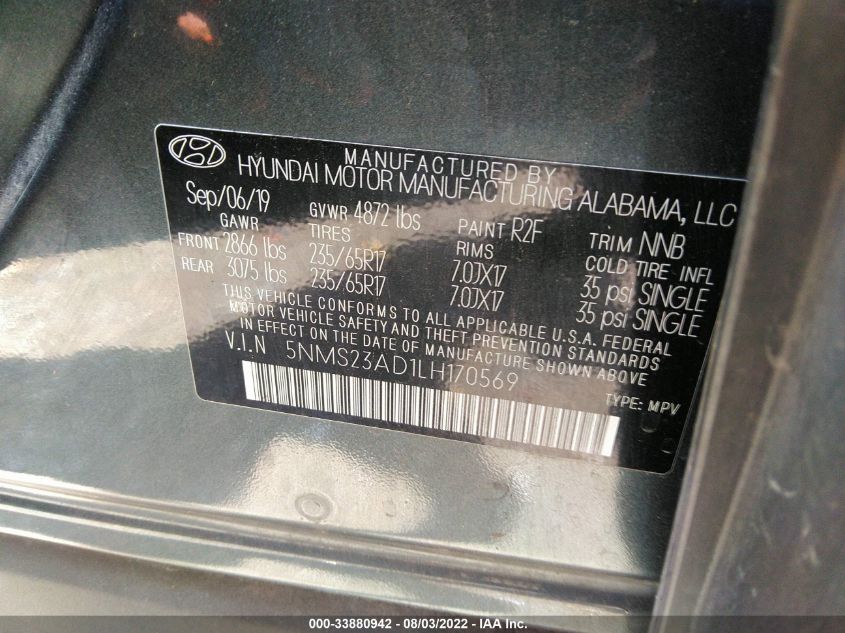 MANUFACTURED BY
HYUNDAI MOTOR MANUFACTURING ALABAMA, LLC
Sep/06/19 GVWR 4872 lbs PAINT R2F TRIM NNB
GAWR TIRES RIMS COLD TIRE INFL
FRONT 2866 lbs 235/65R17 7.0JX17 35 psi, SINGLE
REAR 3075 lbs 235/65R17 7.0JX17 35 psi, SINGLE
THIS VEHICLE CONFORMS TO ALL APPLICABLE U.S.A. FEDERAL
MOTOR VEHICLE SAFETY AND THEFT PREVENTION STANDARDS
IN EFFECT ON THE DATE OF MANUFACTURE SHOWN ABOVE
V.I.N 5NMS23AD1LH170569
TYPE: MPV
000-33880942 - 08/03/2022 - IAA Inc.